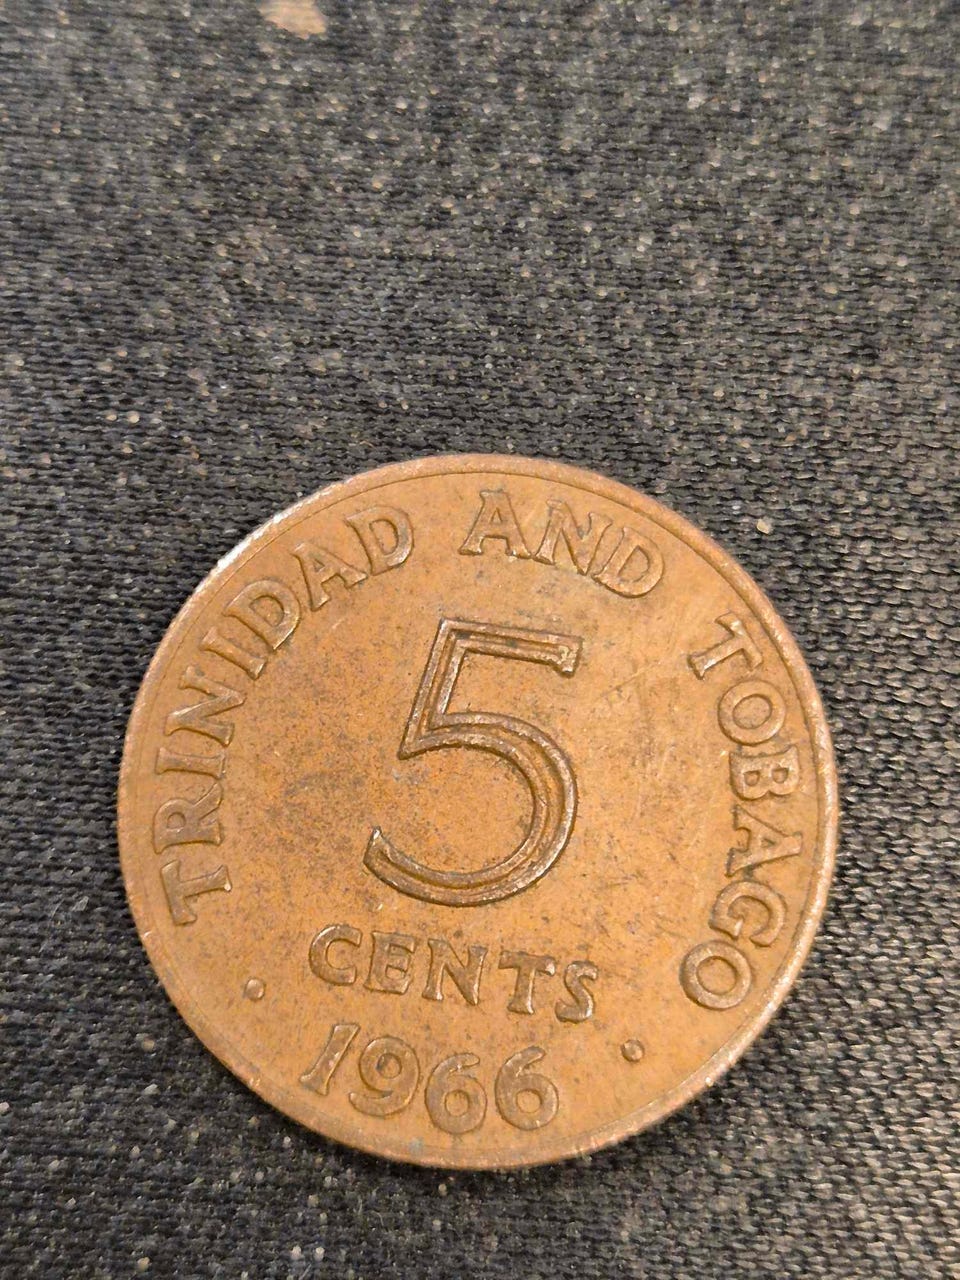 TRINIDAD AND TOBAGO
5
CENTS
1966